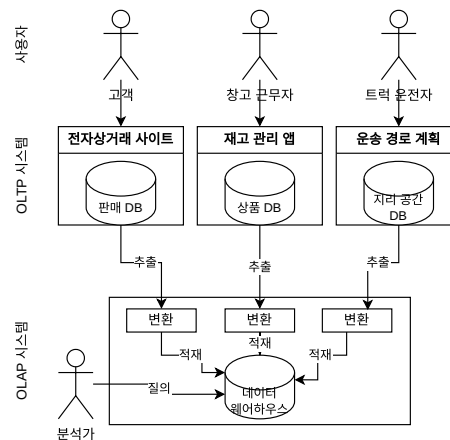 사용자
고객
창고 근무자
트럭 운전자
OLTP 시스템
전자상거래 사이트
재고 관리 앱
운송 경로 계획
판매 DB
상품 DB
지리 공간
DB
추출
추출
추출
OLAP 시스템
변환
변환
변환
적재
적재
적재
질의
데이터
웨어하우스
분석가